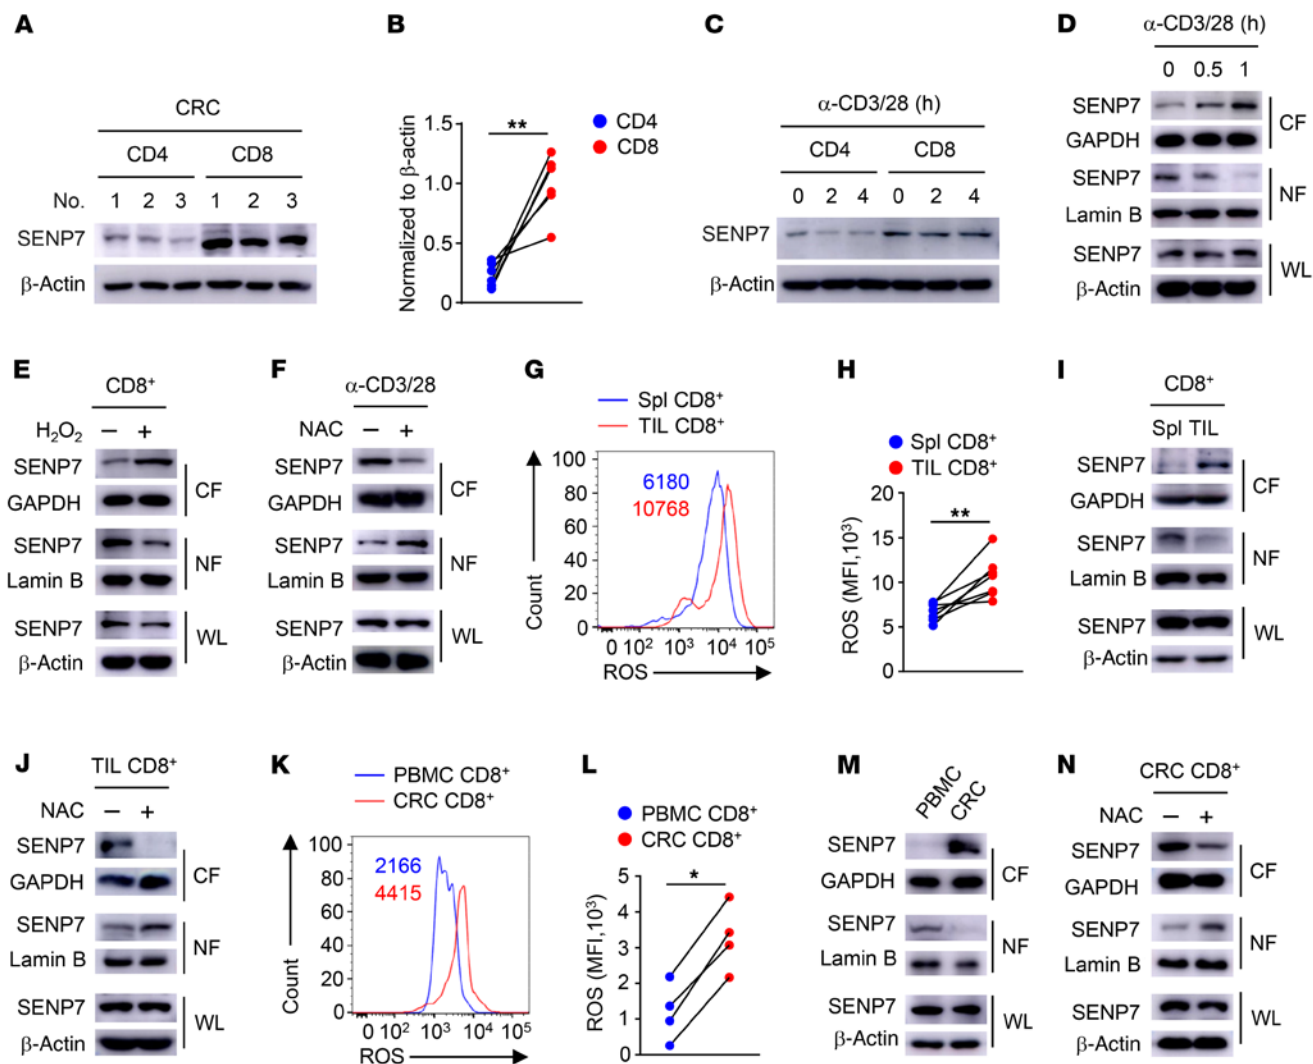 A
CRC
CD4 CD8
No. 1 2 3 1 2 3
SENP7
β-Actin
B
Normalized to β-actin
1.5
1.0
0.5
0
**
CD4
CD8
C
α-CD3/28 (h)
CD4 CD8
0 2 4 0 2 4
SENP7
β-Actin
D
α-CD3/28 (h)
0 0.5 1
SENP7
GAPDH
CF
SENP7
Lamin B
NF
SENP7
β-Actin
WL
E
CD8⁺
H₂O₂ − +
SENP7
GAPDH
CF
SENP7
Lamin B
NF
SENP7
β-Actin
WL
F
α-CD3/28
NAC − +
SENP7
GAPDH
CF
SENP7
Lamin B
NF
SENP7
β-Actin
WL
G
Spl CD8⁺
TIL CD8⁺
6180
10768
Count
100
80
60
40
20
0
0 10² 10³ 10⁴ 10⁵
ROS
H
Spl CD8⁺
TIL CD8⁺
ROS (MFI,10³)
20
15
10
5
0
**
I
CD8⁺
Spl TIL
SENP7
GAPDH
CF
SENP7
Lamin B
NF
SENP7
β-Actin
WL
J
TIL CD8⁺
NAC − +
SENP7
GAPDH
CF
SENP7
Lamin B
NF
SENP7
β-Actin
WL
K
PBMC CD8⁺
CRC CD8⁺
2166
4415
Count
100
80
60
40
20
0
0 10² 10³ 10⁴ 10⁵
ROS
L
PBMC CD8⁺
CRC CD8⁺
ROS (MFI,10³)
5
4
3
2
1
0
*
M
PBMC
CRC
SENP7
GAPDH
CF
SENP7
Lamin B
NF
SENP7
β-Actin
WL
N
CRC CD8⁺
NAC − +
SENP7
GAPDH
CF
SENP7
Lamin B
NF
SENP7
β-Actin
WL